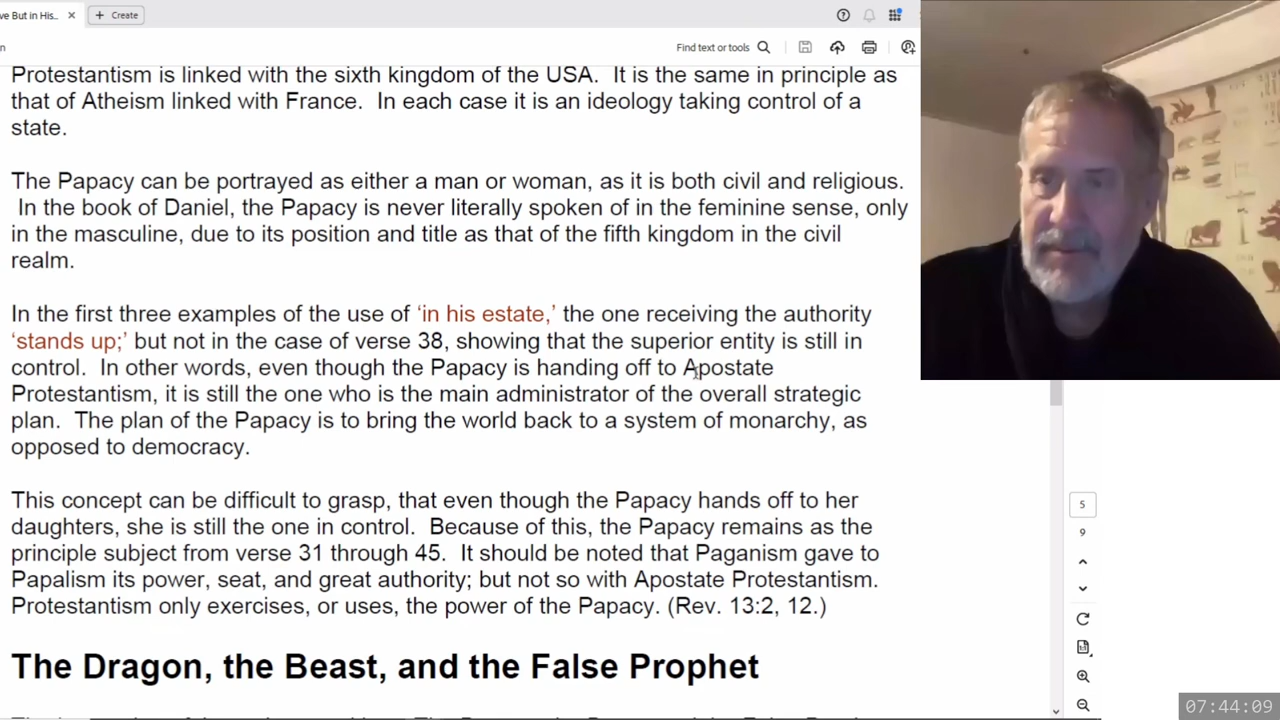 ve But in His..
Create
n
Find text or tools
Protestantism is linked with the sixth kingdom of the USA.  It is the same in principle as
that of Atheism linked with France.  In each case it is an ideology taking control of a
state.
The Papacy can be portrayed as either a man or woman, as it is both civil and religious.
In the book of Daniel, the Papacy is never literally spoken of in the feminine sense, only
in the masculine, due to its position and title as that of the fifth kingdom in the civil
realm.
In the first three examples of the use of ‘in his estate,’ the one receiving the authority
‘stands up;’ but not in the case of verse 38, showing that the superior entity is still in
control.  In other words, even though the Papacy is handing off to Apostate
Protestantism, it is still the one who is the main administrator of the overall strategic
plan.  The plan of the Papacy is to bring the world back to a system of monarchy, as
opposed to democracy.
This concept can be difficult to grasp, that even though the Papacy hands off to her
daughters, she is still the one in control.  Because of this, the Papacy remains as the
principle subject from verse 31 through 45.  It should be noted that Paganism gave to
Papalism its power, seat, and great authority; but not so with Apostate Protestantism.
Protestantism only exercises, or uses, the power of the Papacy. (Rev. 13:2, 12.)
The Dragon, the Beast, and the False Prophet
5
9
07:44:09